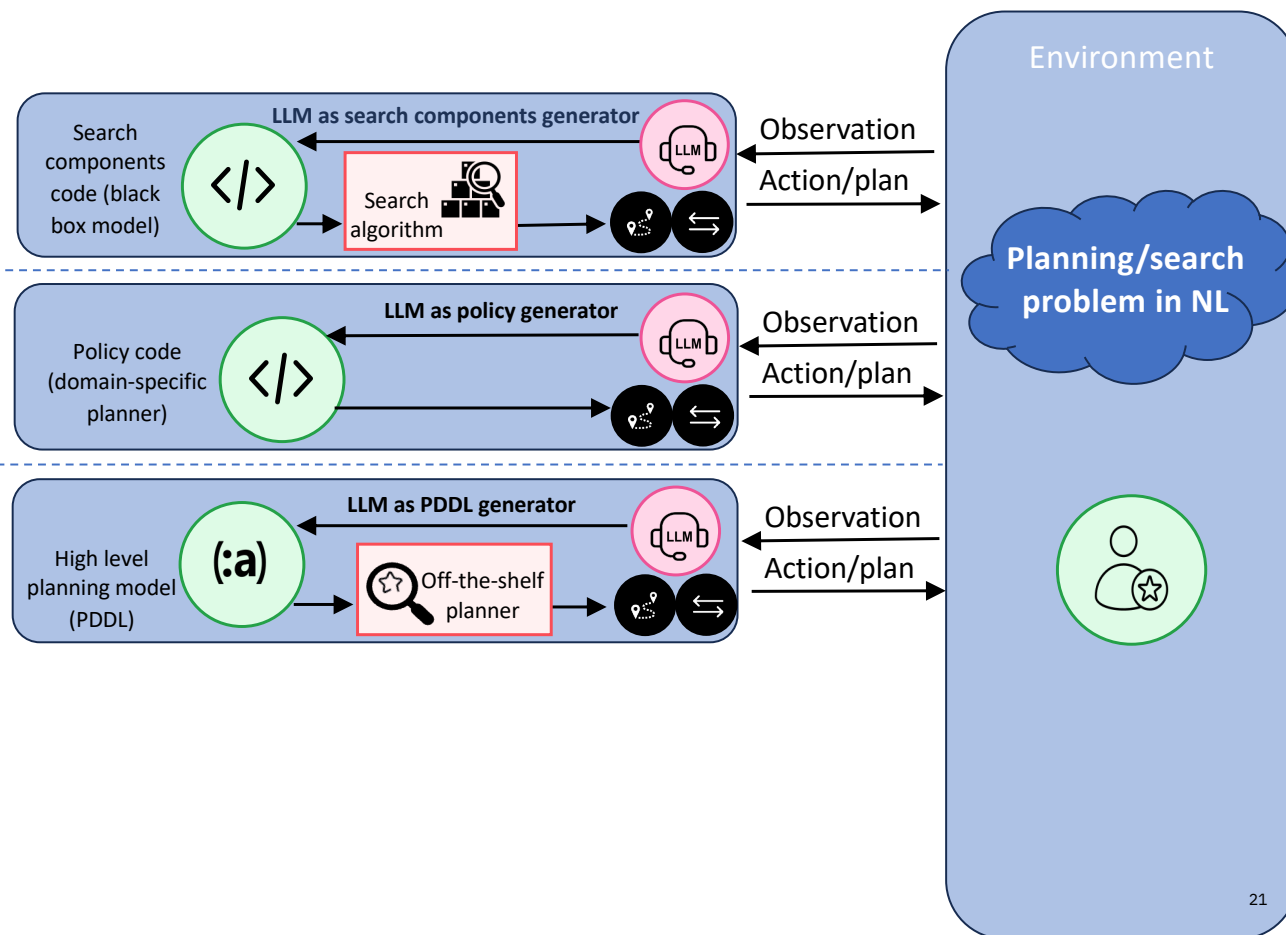 Environment
LLM as search components generator
Search
components
code (black
box model)
</>
Search
algorithm
LLM
Observation
Action/plan
Planning/search
problem in NL
LLM as policy generator
Policy code
(domain-specific
planner)
</>
LLM
Observation
Action/plan
LLM as PDDL generator
High level
planning model
(PDDL)
(:a)
Off-the-shelf
planner
LLM
Observation
Action/plan
21